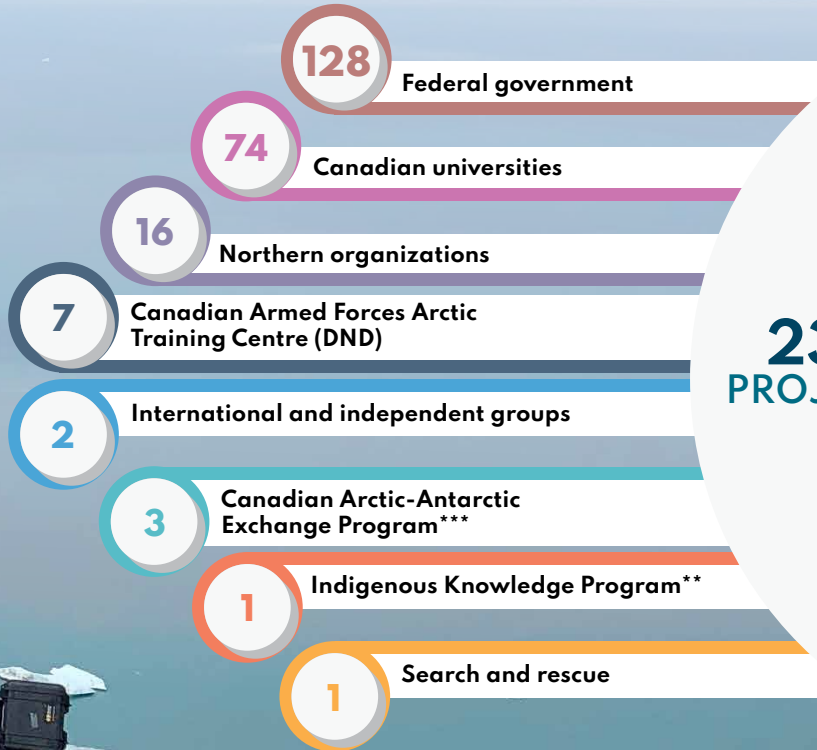 128
Federal government
74
Canadian universities
16
Northern organizations
7
Canadian Armed Forces Arctic
Training Centre (DND)
2
International and independent groups
3
Canadian Arctic-Antarctic
Exchange Program***
1
Indigenous Knowledge Program**
1
Search and rescue